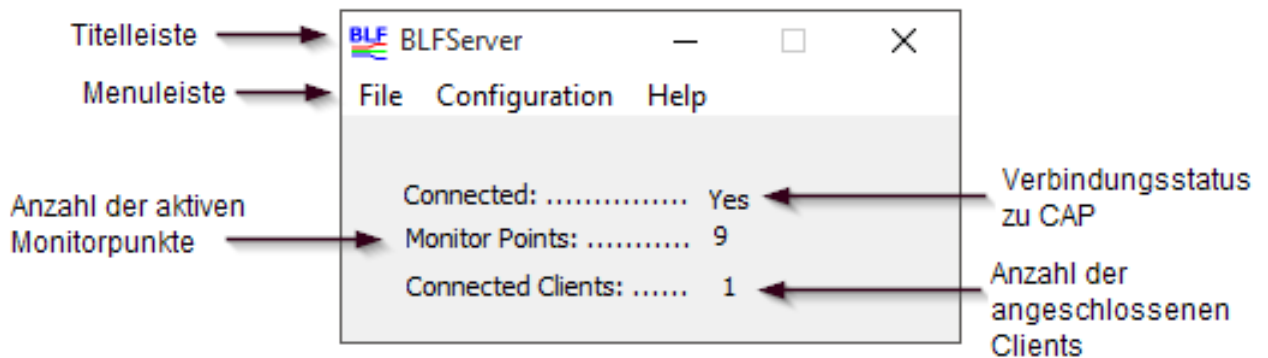 Titelleiste
BLF BLFServer
Menuleiste
File Configuration Help
Connected: ............... Yes
Verbindungsstatus
zu CAP
Anzahl der aktiven
Monitorpunkte
Monitor Points: ........... 9
Connected Clients: ...... 1
Anzahl der
angeschlossenen
Clients